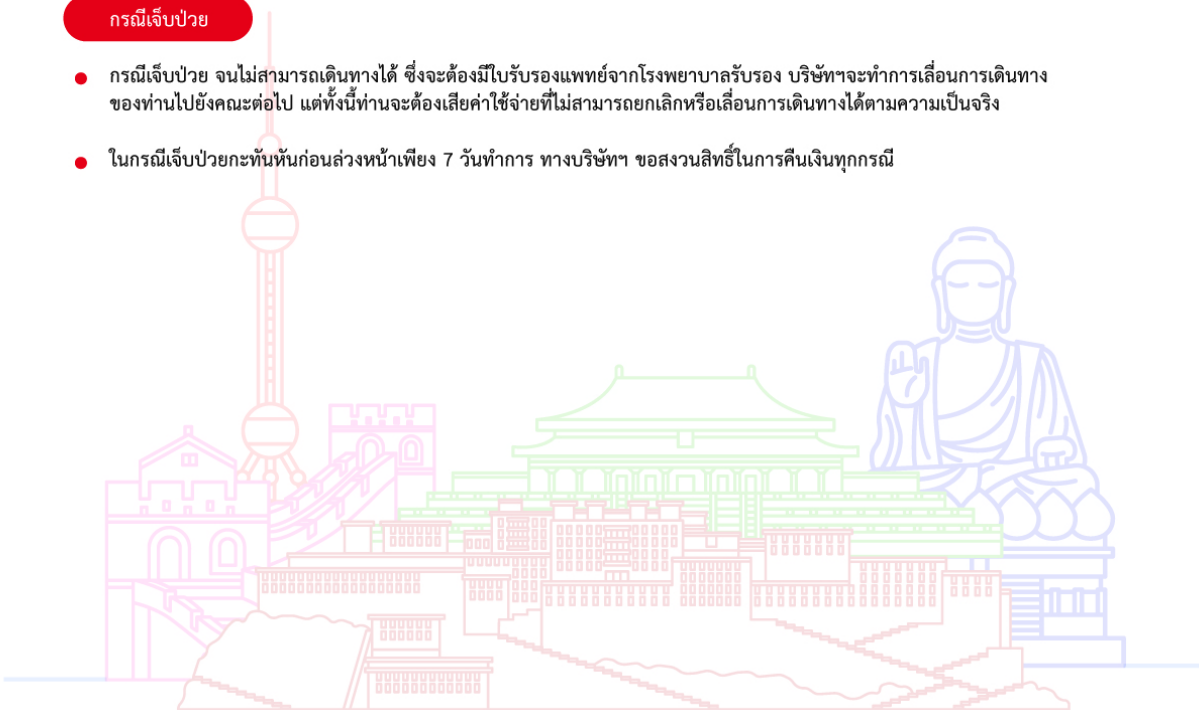 กรณีเจ็บป่วย
กรณีเจ็บป่วย จนไม่สามารถเดินทางได้ ซึ่งจะต้องมีใบรับรองแพทย์จากโรงพยาบาลรับรอง บริษัทฯจะทำการเลื่อนการเดินทาง
ของท่านไปยังคณะต่อไป แต่ทั้งนี้ท่านจะต้องเสียค่าใช้จ่ายที่ไม่สามารถยกเลิกหรือเลื่อนการเดินทางได้ตามความเป็นจริง
ในกรณีเจ็บป่วยกะทันหันก่อนล่วงหน้าเพียง 7 วันทำการ ทางบริษัทฯ ขอสงวนสิทธิ์ในการคืนเงินทุกกรณี